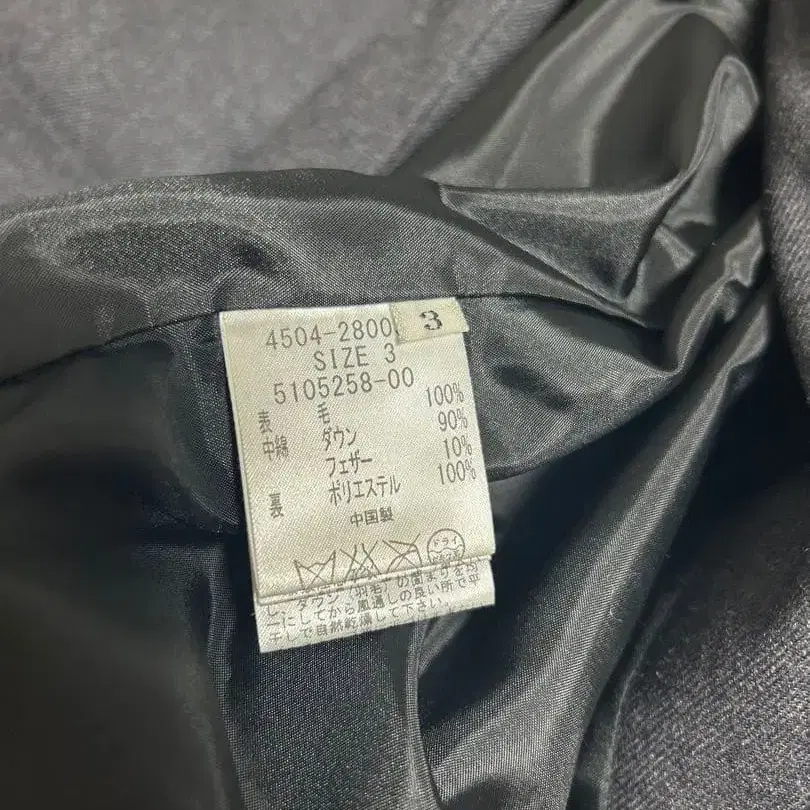 4504-2800
3
SIZE 3
5105258-00
表 毛 100%
中綿 ダウン 90%
フェザー 10%
裏 ポリエステル 100%
中国製
ドライ
ーにしてから風通しの良い所で平
干しで自然乾燥して下さい。